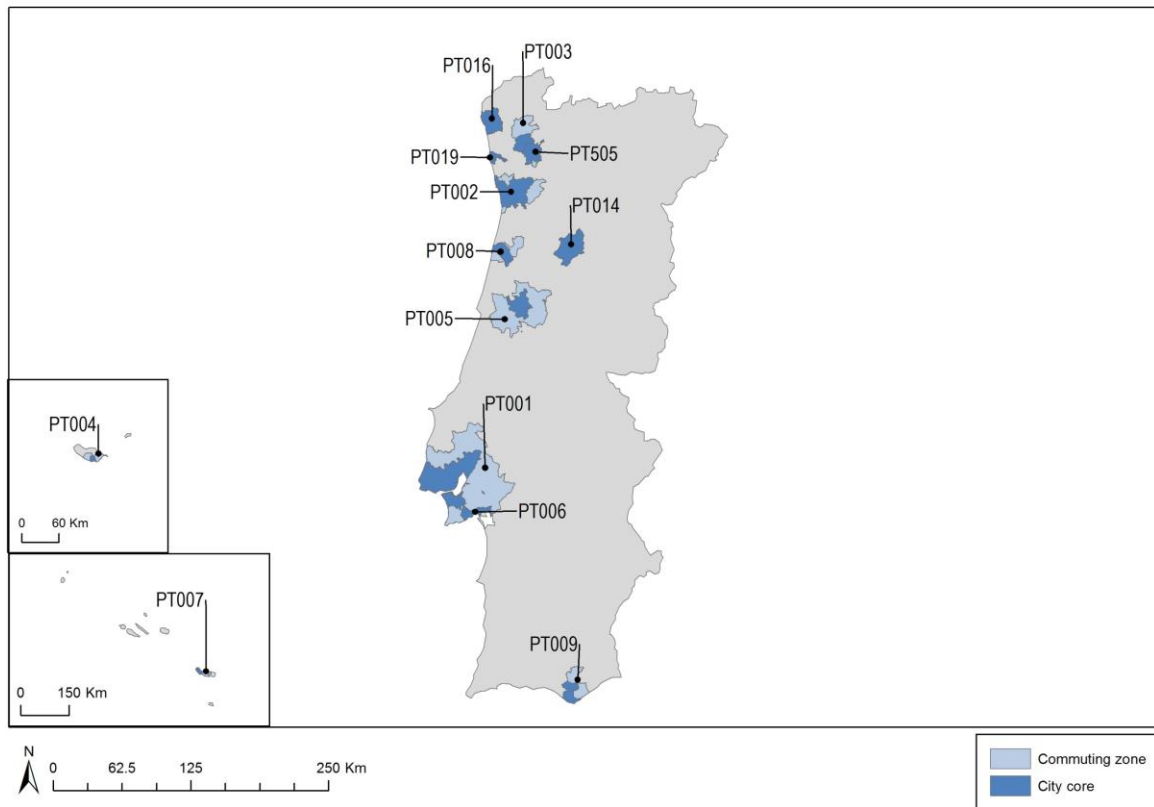 PT003
PT016
PT019
PT505
PT002
PT014
PT008
PT005
PT001
PT004
PT006
0 60 Km
PT007
PT009
0 150 Km
N
0 62.5 125 250 Km
Commuting zone
City core